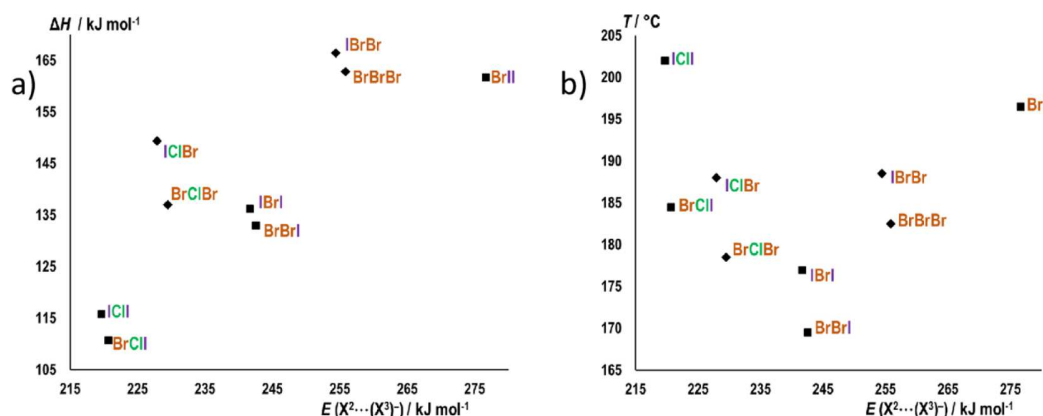 ΔH / kJ mol⁻¹
165
155
145
135
125
115
105
215
225
235
245
255
265
275
E (X²⋯(X³)⁻) / kJ mol⁻¹
a)
IBrBr
BrBrBr
BrII
IClBr
BrClBr
IBrI
BrBrI
IClI
BrClI
T / °C
205
200
195
190
185
180
175
170
165
215
225
235
245
255
265
275
E (X²⋯(X³)⁻) / kJ mol⁻¹
b)
IClI
Br
IClBr
IBrBr
BrClI
BrBrBr
BrClBr
IBrI
BrBrI